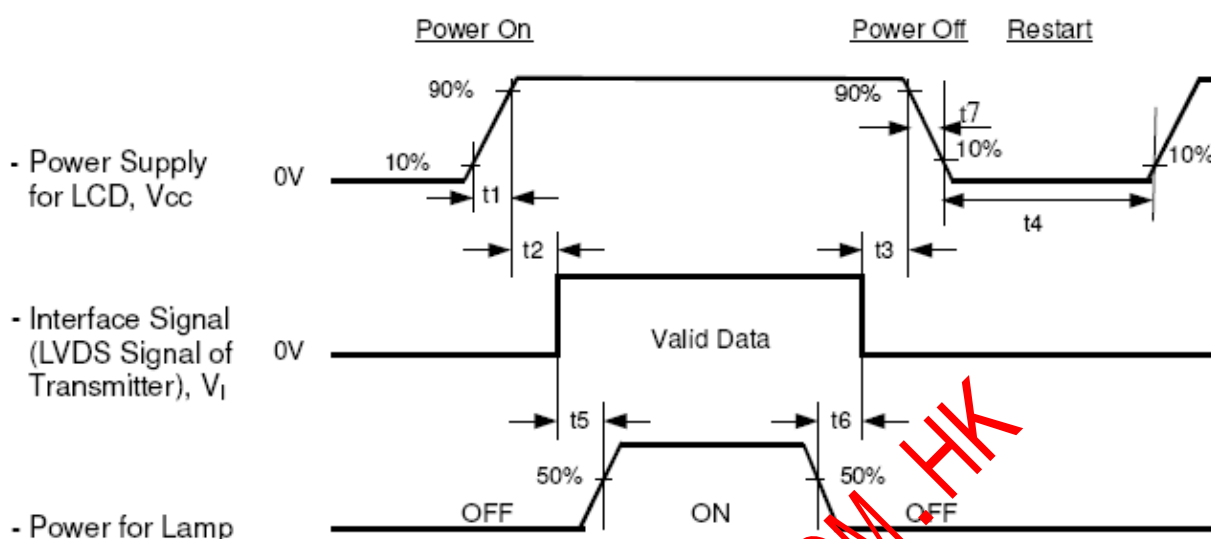 Power On
Power Off
Restart
90%
90%
t7
- Power Supply
for LCD, Vcc
0V
10%
10%
10%
t1
t4
t2
t3
- Interface Signal
(LVDS Signal of
Transmitter), VI
0V
Valid Data
t5
t6
50%
50%
- Power for Lamp
OFF
ON
OFF
M.HK